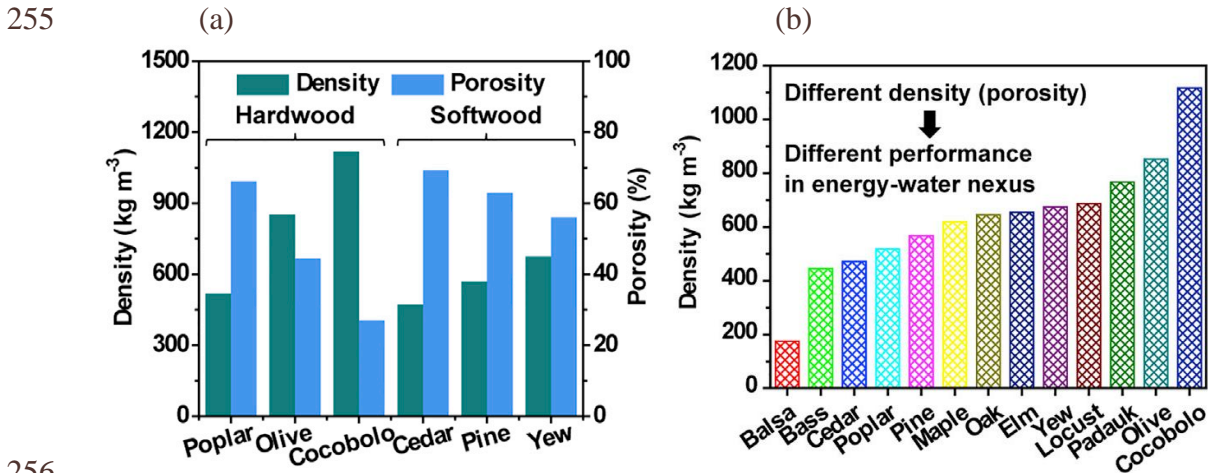 255
(a)
(b)
1500
1200
900
600
300
0
Density (kg m⁻³)
100
80
60
40
20
0
Porosity (%)
Density
Porosity
Hardwood
Softwood
Poplar
Olive
Cocobolo
Cedar
Pine
Yew
1200
1000
800
600
400
200
0
Density (kg m⁻³)
Different density (porosity)
Different performance
in energy-water nexus
Balsa
Bass
Cedar
Poplar
Pine
Maple
Oak
Elm
Yew
Locust
Padauk
Olive
Cocobolo
256